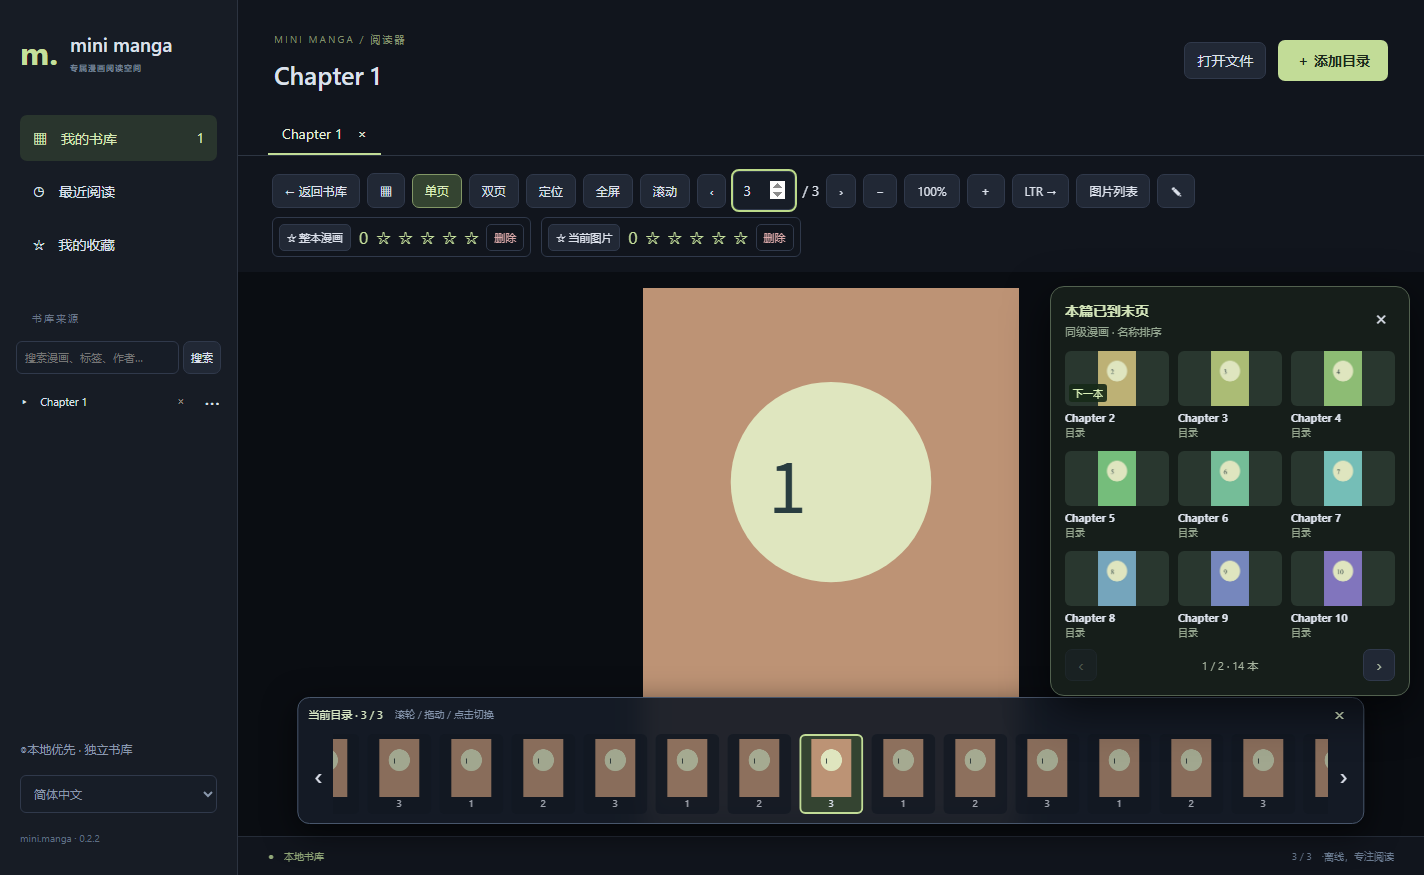 m.
mini manga
专属漫画阅读空间
我的书库 1
最近阅读
我的收藏
书库来源
搜索漫画、标签、作者...
搜索
Chapter 1 × ...
本地优先 · 独立书库
简体中文
mini.manga · 0.2.2
MINI MANGA / 阅读器
Chapter 1
打开文件
+ 添加目录
Chapter 1 ×
← 返回书库
单页
双页
定位
全屏
滚动
‹
3
/ 3
›
−
100%
+
LTR →
图片列表
☆ 整本漫画 0 ☆ ☆ ☆ ☆ ☆ 删除
☆ 当前图片 0 ☆ ☆ ☆ ☆ ☆ 删除
1
本篇已到末页 ×
同级漫画 · 名称排序
2
3
4
下一本
Chapter 2
Chapter 3
Chapter 4
目录
目录
目录
5
6
7
Chapter 5
Chapter 6
Chapter 7
目录
目录
目录
8
9
10
Chapter 8
Chapter 9
Chapter 10
目录
目录
目录
‹ 1 / 2 · 14 本 ›
当前目录 · 3 / 3 滚轮 / 拖动 / 点击切换 ×
‹ 3 1 2 3 1 2 3 1 2 3 1 2 3 ›
本地书库
3 / 3 ·离线，专注阅读